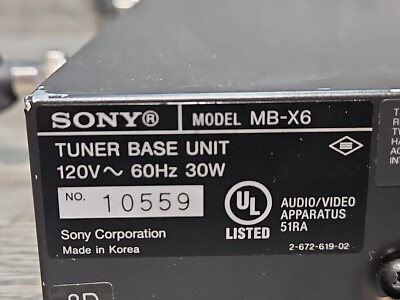 SONY® MODEL MB-X6
TUNER BASE UNIT
120V～ 60Hz 30W
NO. 10559
UL
LISTED
AUDIO/VIDEO
APPARATUS
51RA
Sony Corporation
Made in Korea
2-672-619-02